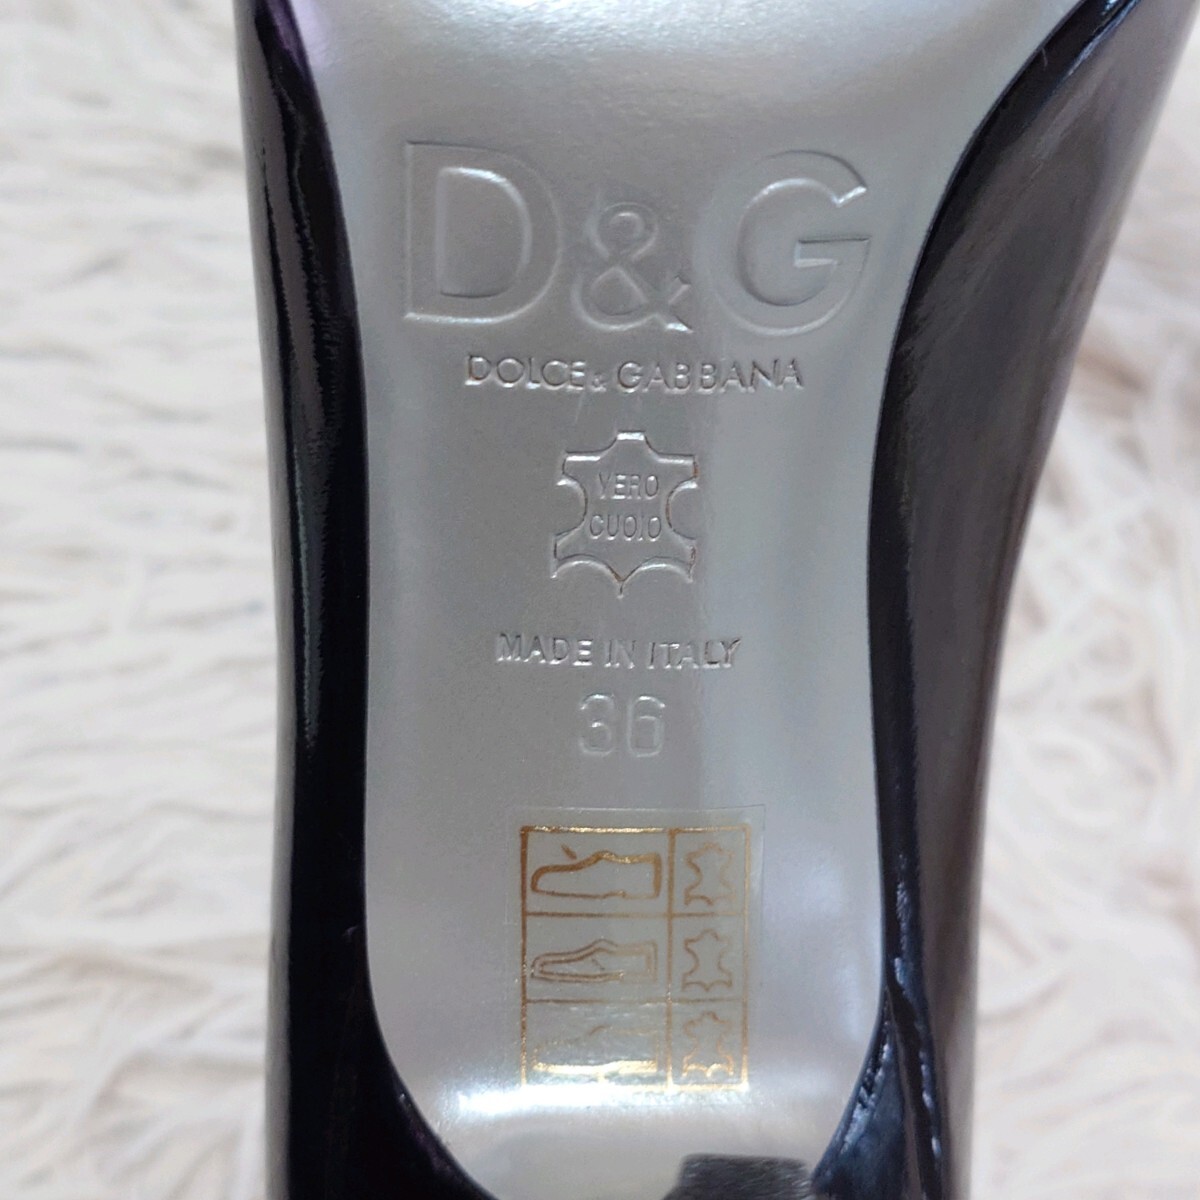 D&G
DOLCE & GABBANA
VERO
CUOIO
MADE IN ITALY
36